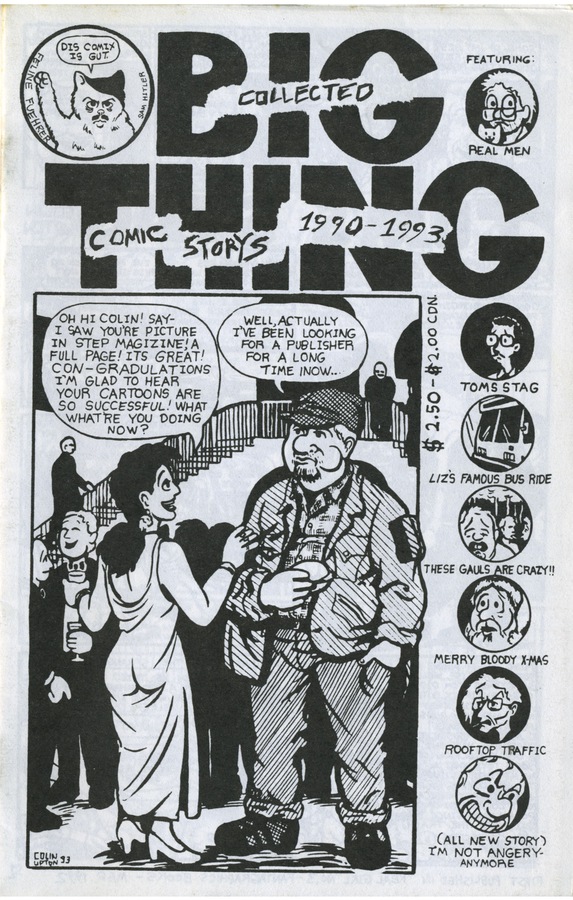 DIS COMIX
IS GUT.
FELINE FUEHRER
SAM HITLER
BIG
COLLECTED
THING
COMIC STORYS 1990-1993
FEATURING:
REAL MEN
OH HI COLIN! SAY-
I SAW YOU'RE PICTURE
IN STEP MAGIZINE! A
FULL PAGE! ITS GREAT!
CON-GRADULATIONS
I'M GLAD TO HEAR
YOUR CARTOONS ARE
SO SUCCESSFUL! WHAT
WHAT'RE YOU DOING
NOW?
WELL, ACTUALLY
I'VE BEEN LOOKING
FOR A PUBLISHER
FOR A LONG
TIME NOW...
$2.50 - $2.00 CDN.
TOMS STAG
LIZ'S FAMOUS BUS RIDE
THESE GAULS ARE CRAZY!!
MERRY BLOODY X-MAS
ROOFTOP TRAFFIC
(ALL NEW STORY)
I'M NOT ANGERY-
ANYMORE
COLIN
UPTON 93